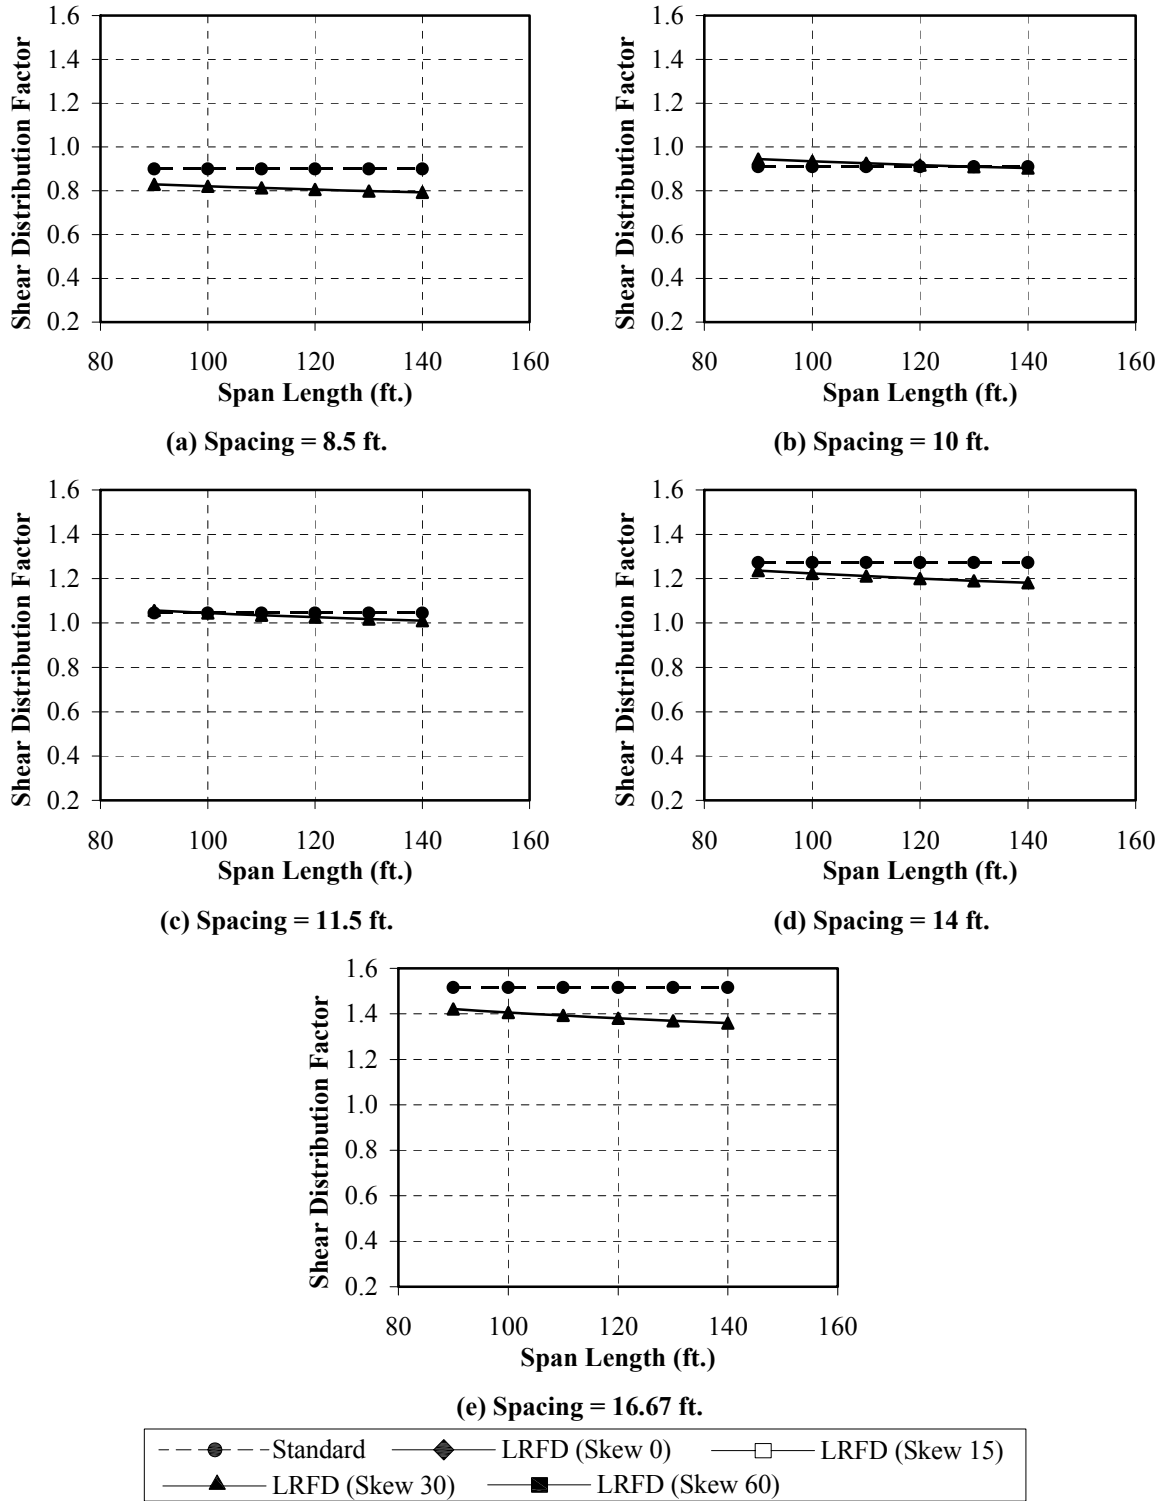 1.6
1.4
1.2
1.0
0.8
0.6
0.4
0.2
Shear Distribution Factor
80 100 120 140 160
Span Length (ft.)
(a) Spacing = 8.5 ft.
1.6
1.4
1.2
1.0
0.8
0.6
0.4
0.2
Shear Distribution Factor
80 100 120 140 160
Span Length (ft.)
(b) Spacing = 10 ft.
1.6
1.4
1.2
1.0
0.8
0.6
0.4
0.2
Shear Distribution Factor
80 100 120 140 160
Span Length (ft.)
(c) Spacing = 11.5 ft.
1.6
1.4
1.2
1.0
0.8
0.6
0.4
0.2
Shear Distribution Factor
80 100 120 140 160
Span Length (ft.)
(d) Spacing = 14 ft.
1.6
1.4
1.2
1.0
0.8
0.6
0.4
0.2
Shear Distribution Factor
80 100 120 140 160
Span Length (ft.)
(e) Spacing = 16.67 ft.
Standard LRFD (Skew 0) LRFD (Skew 15)
LRFD (Skew 30) LRFD (Skew 60)